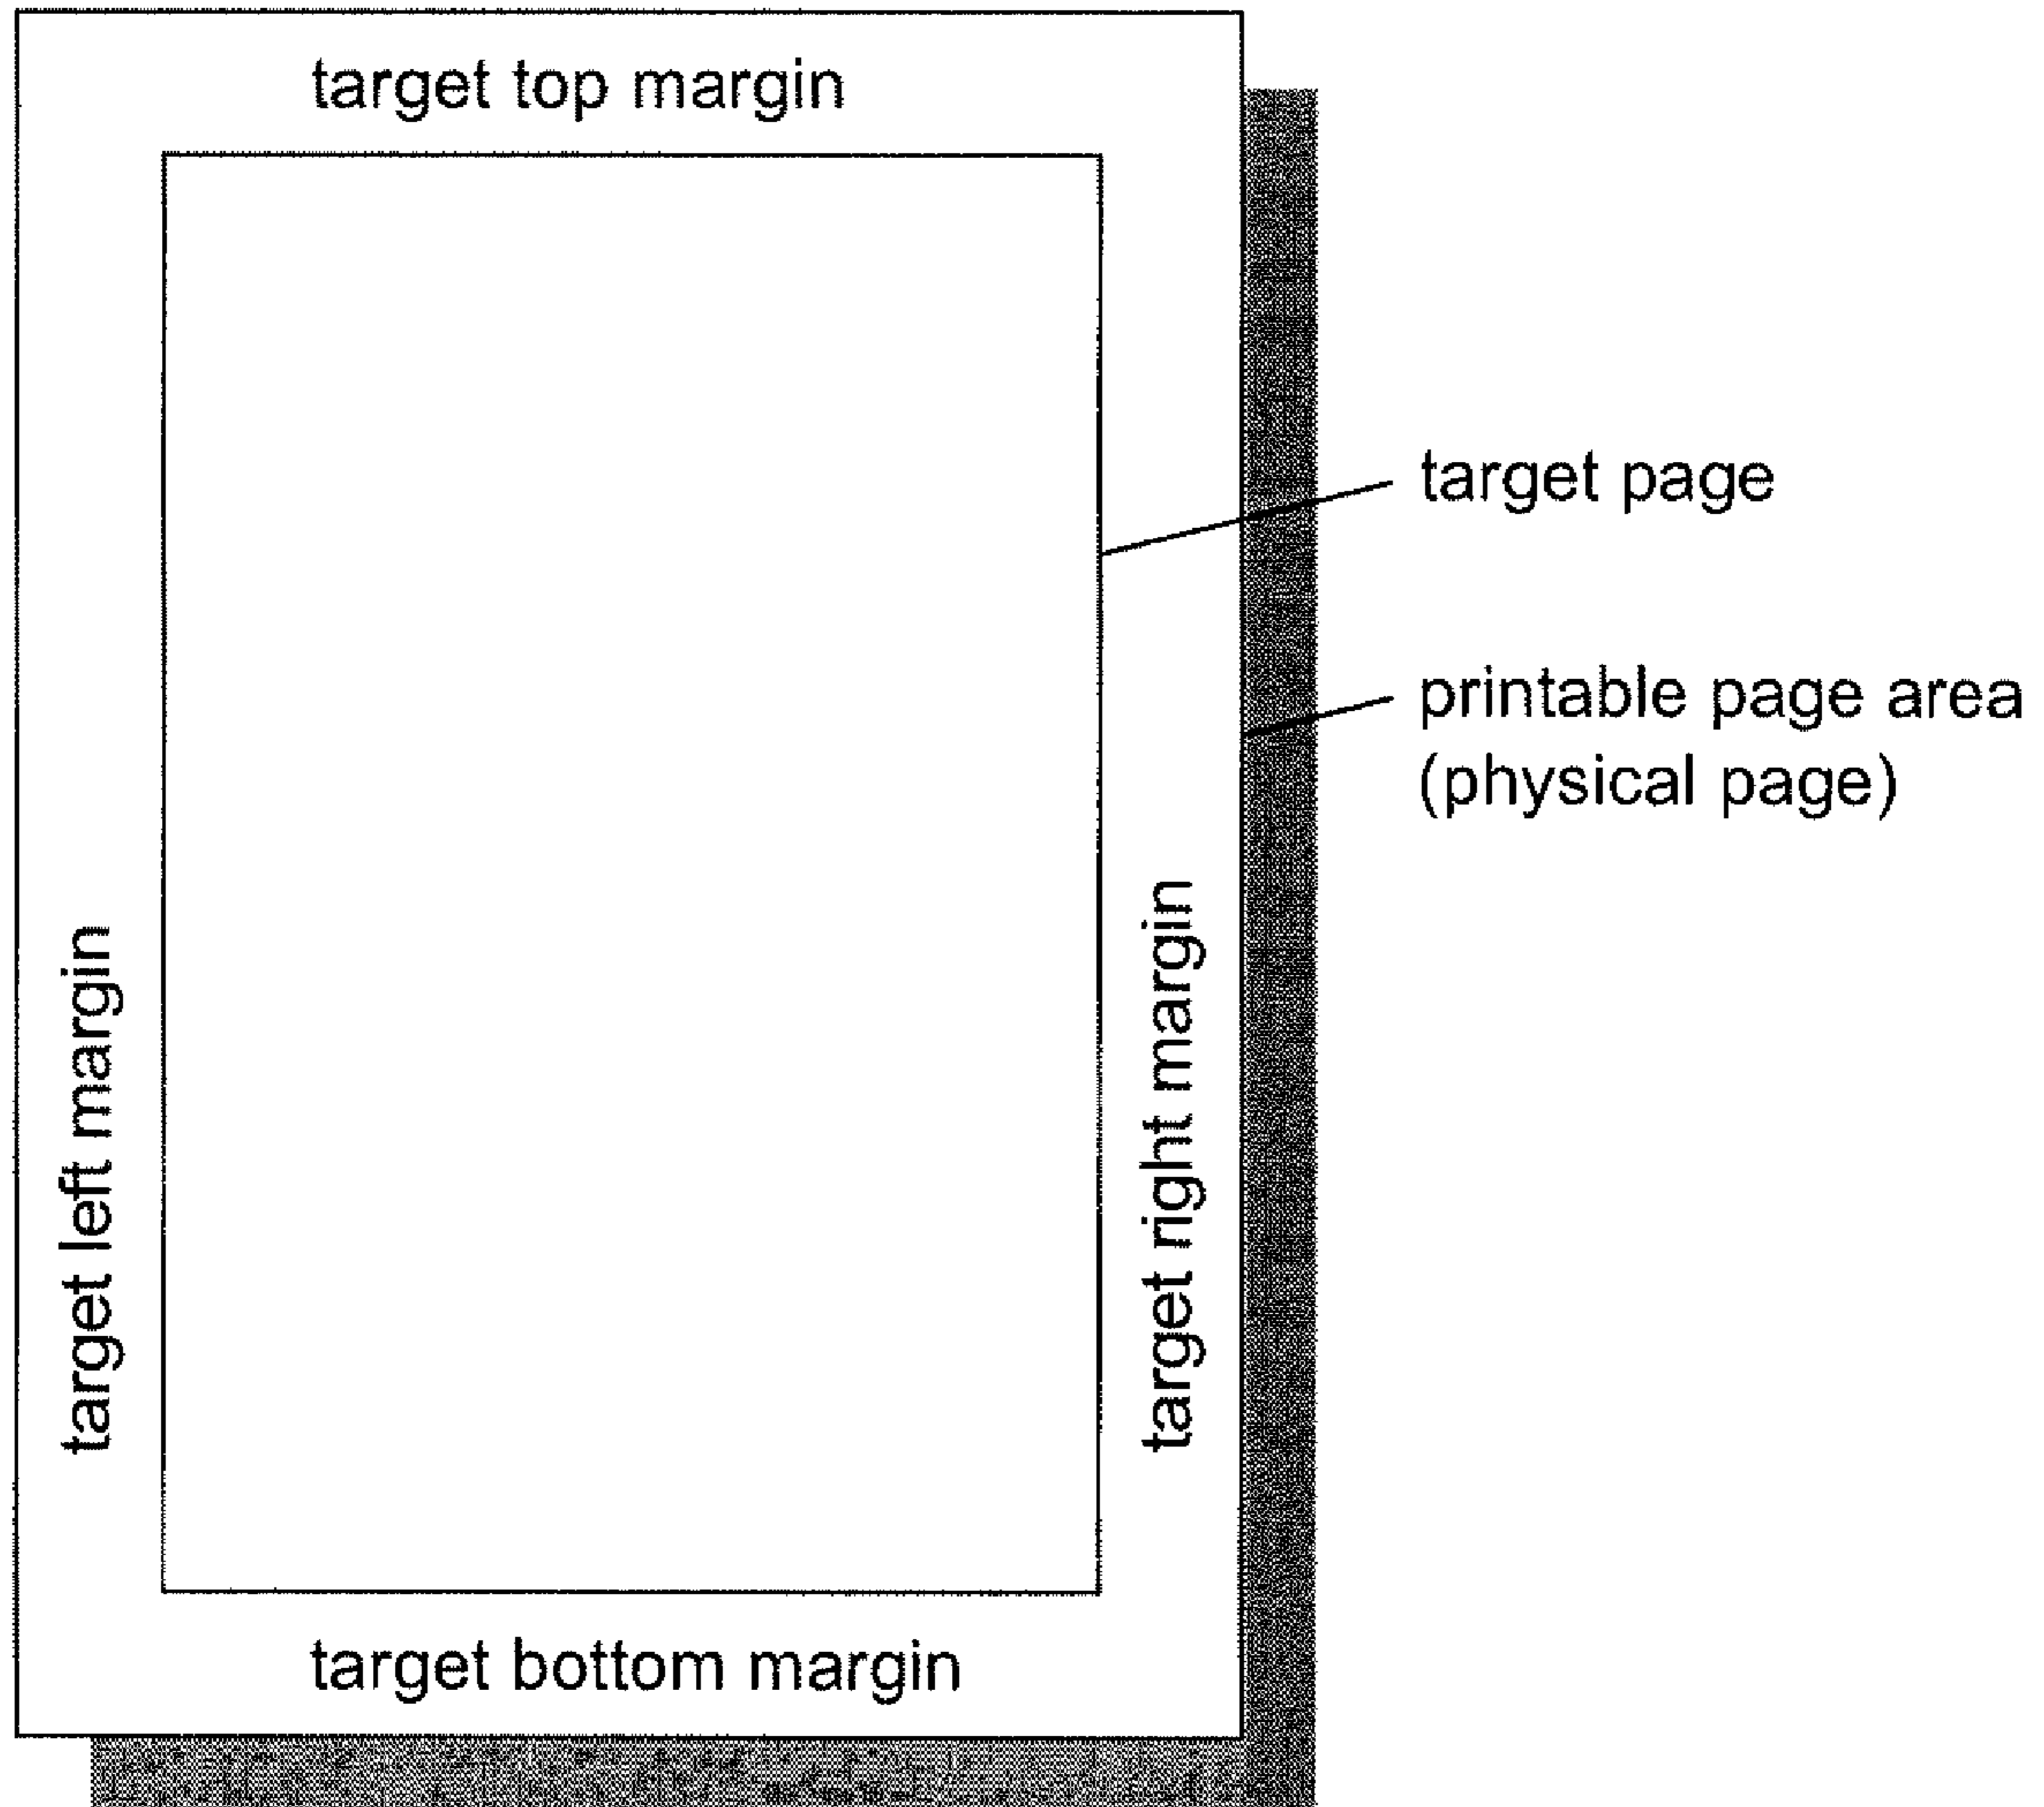 target top margin
target page
printable page area
(physical page)
target left margin
target right margin
target bottom margin